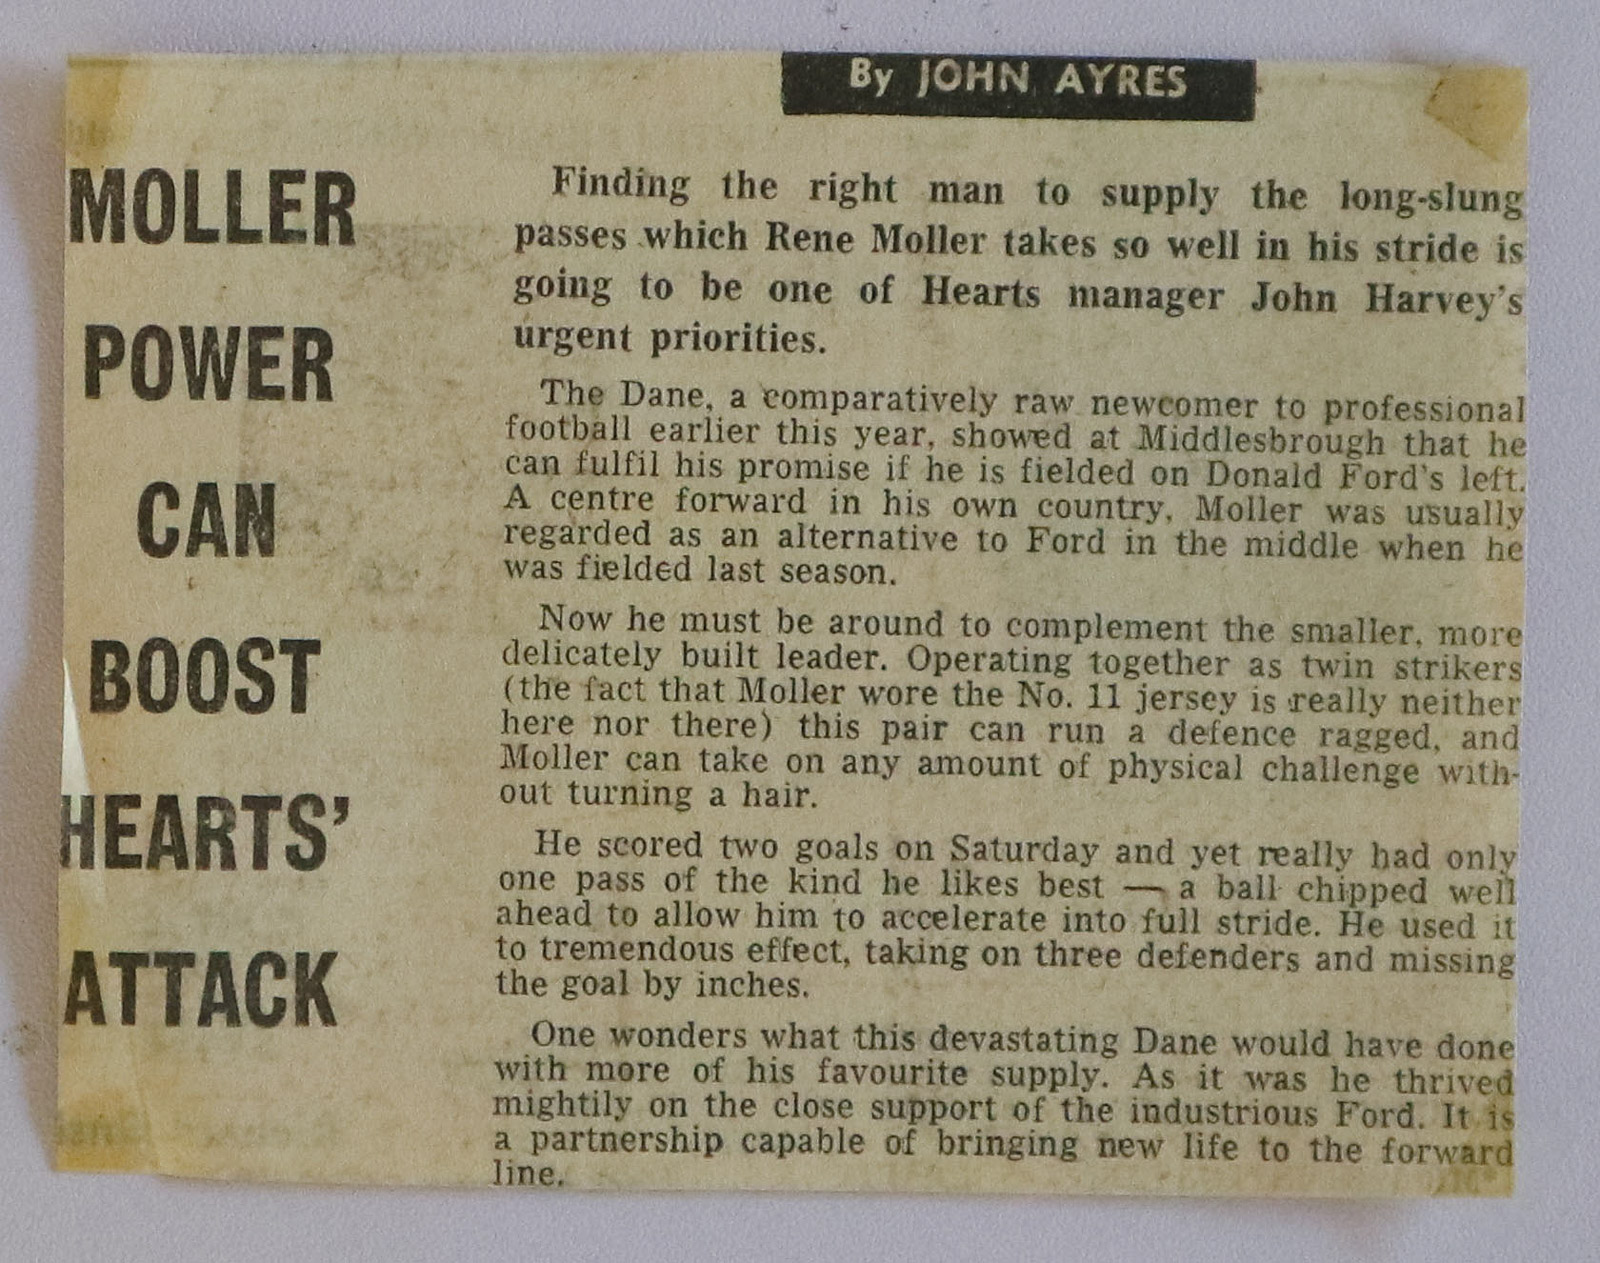 By JOHN AYRES
MOLLER
POWER
CAN
BOOST
HEARTS'
ATTACK
Finding the right man to supply the long-slung
passes which Rene Moller takes so well in his stride is
going to be one of Hearts manager John Harvey's
urgent priorities.
The Dane, a comparatively raw newcomer to professional
football earlier this year, showed at Middlesbrough that he
can fulfil his promise if he is fielded on Donald Ford's left.
A centre forward in his own country, Moller was usually
regarded as an alternative to Ford in the middle when he
was fielded last season.
Now he must be around to complement the smaller, more
delicately built leader. Operating together as twin strikers
(the fact that Moller wore the No. 11 jersey is really neither
here nor there) this pair can run a defence ragged, and
Moller can take on any amount of physical challenge with-
out turning a hair.
He scored two goals on Saturday and yet really had only
one pass of the kind he likes best — a ball chipped well
ahead to allow him to accelerate into full stride. He used it
to tremendous effect, taking on three defenders and missing
the goal by inches.
One wonders what this devastating Dane would have done
with more of his favourite supply. As it was he thrived
mightily on the close support of the industrious Ford. It is
a partnership capable of bringing new life to the forward
line.